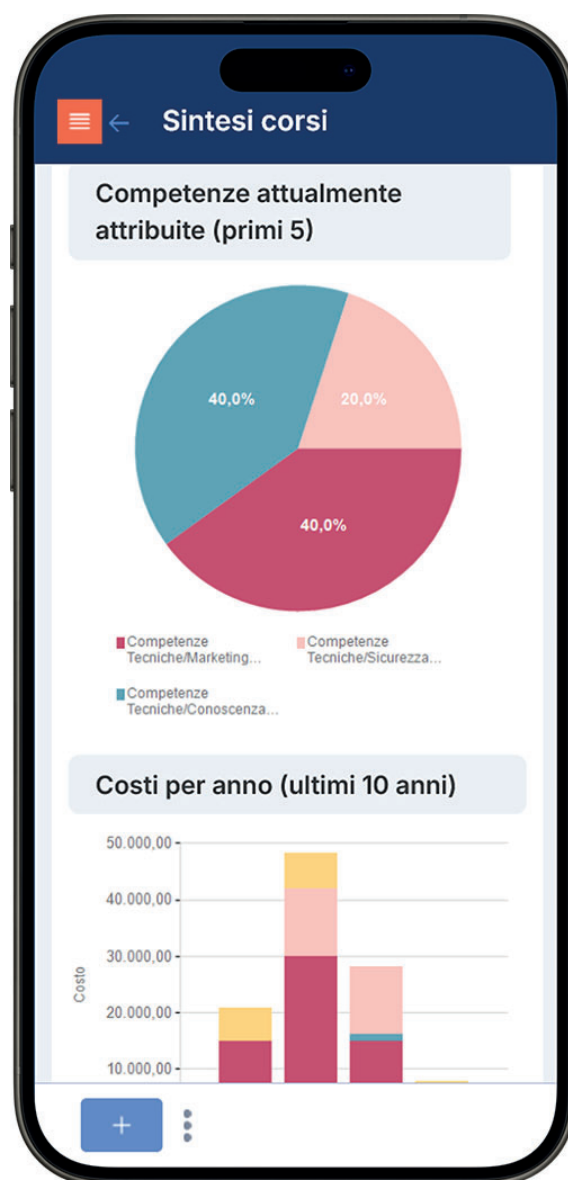 Sintesi corsi
Competenze attualmente
attribuite (primi 5)
40,0%
20,0%
40,0%
Competenze
Tecniche/Marketing...
Competenze
Tecniche/Sicurezza...
Competenze
Tecniche/Conoscenza...
Costi per anno (ultimi 10 anni)
50.000,00
40.000,00
30.000,00
Costo
20.000,00
10.000,00
+